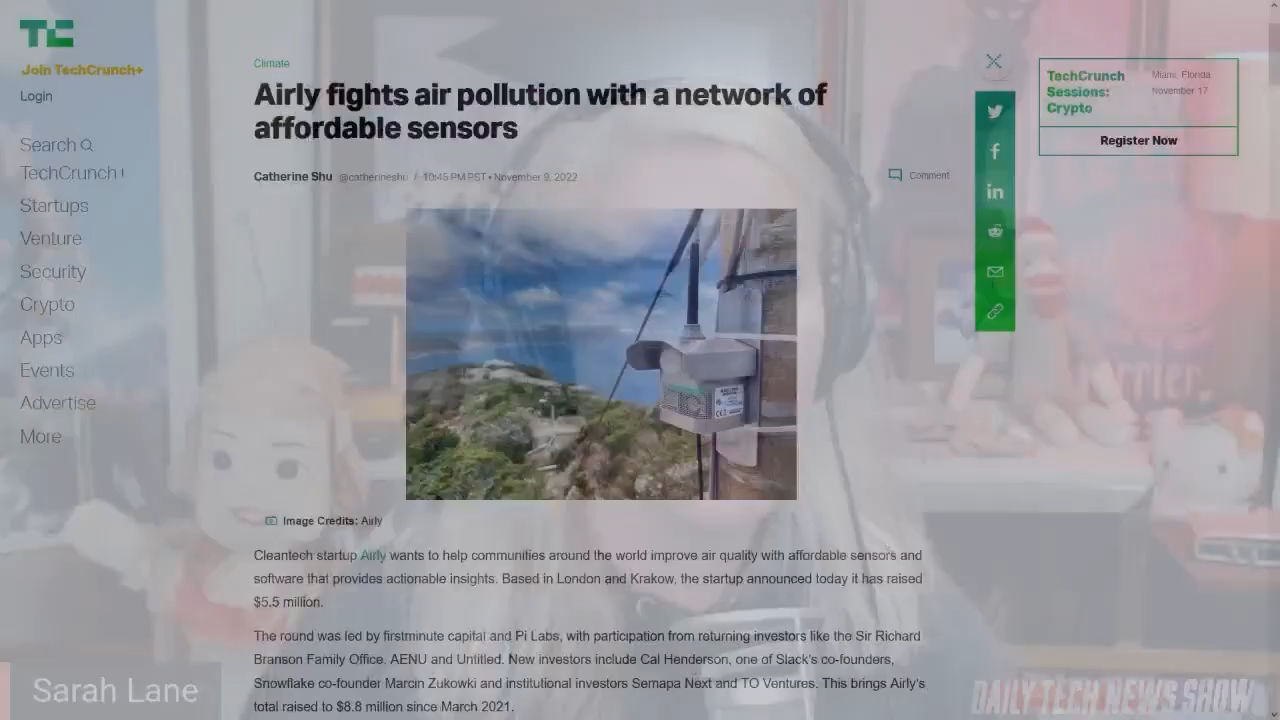 TC
Join TechCrunch+
Login
Search
TechCrunch+
Startups
Venture
Security
Crypto
Apps
Events
Advertise
More
Climate
Airly fights air pollution with a network of
affordable sensors
Catherine Shu @catherineshu / 10:45 PM PST • November 9, 2022
Comment
Image Credits: Airly
Cleantech startup Airly wants to help communities around the world improve air quality with affordable sensors and
software that provides actionable insights. Based in London and Krakow, the startup announced today it has raised
$5.5 million.
The round was led by firstminute capital and Pi Labs, with participation from returning investors like the Sir Richard
Branson Family Office, AENU and Untitled. New investors include Cal Henderson, one of Slack's co-founders,
Snowflake co-founder Marcin Zukowki and institutional investors Semapa Next and TO Ventures. This brings Airly's
total raised to $8.8 million since March 2021.
TechCrunch
Sessions:
Crypto
Miami, Florida
November 17
Register Now
Sarah Lane
DAILY TECH NEWS SHOW